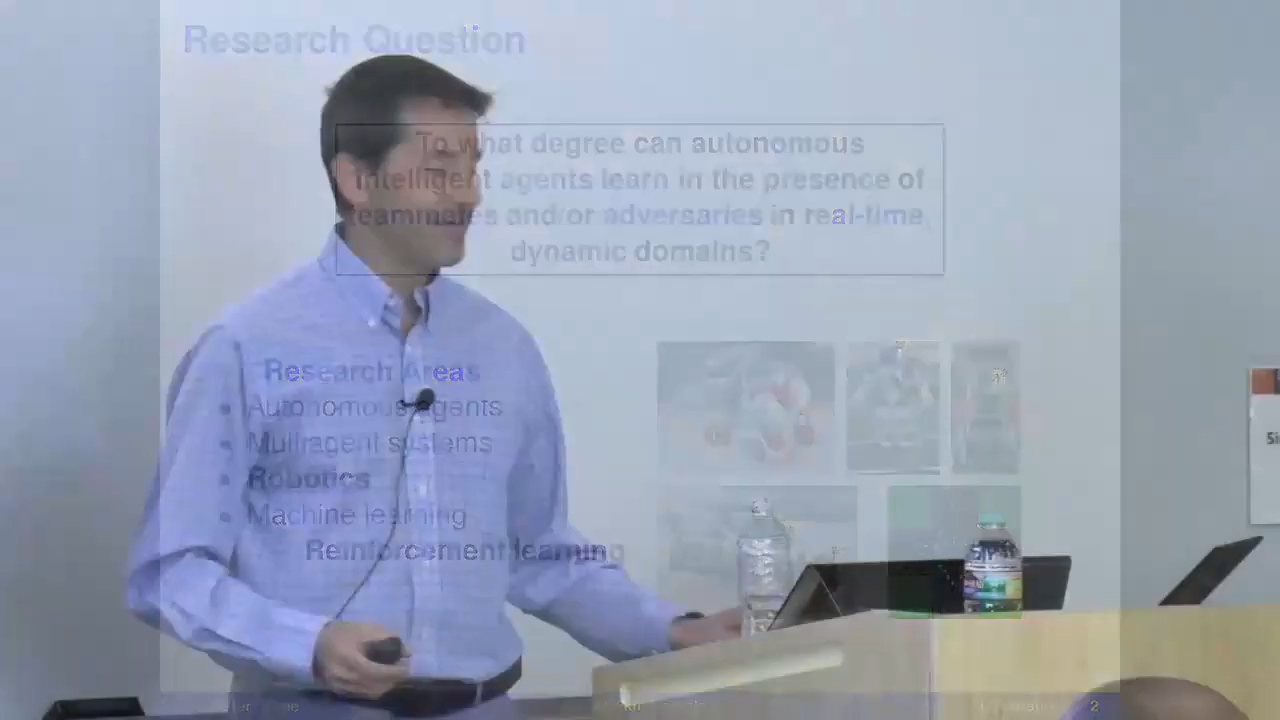 Research Question
To what degree can autonomous
intelligent agents learn in the presence of
teammates and/or adversaries in real-time,
dynamic domains?
Research Areas
• Autonomous agents
• Multiagent systems
• Robotics
• Machine learning
Reinforcement learning
2